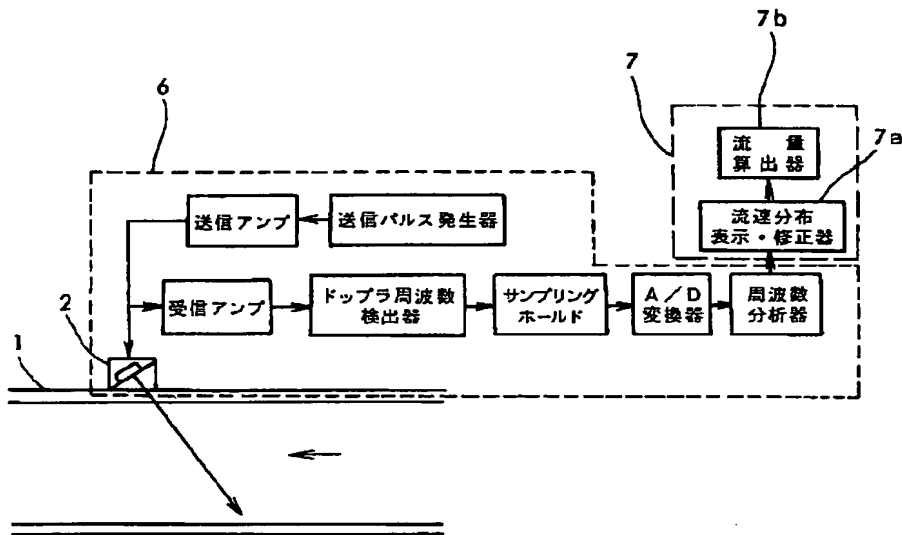 7b
7
6
7a
流量
算出器
流速分布
表示・修正器
送信アンプ
送信パルス発生器
受信アンプ
ドップラ周波数
検出器
サンプリング
ホールド
A/D
変換器
周波数
分析器
1
2